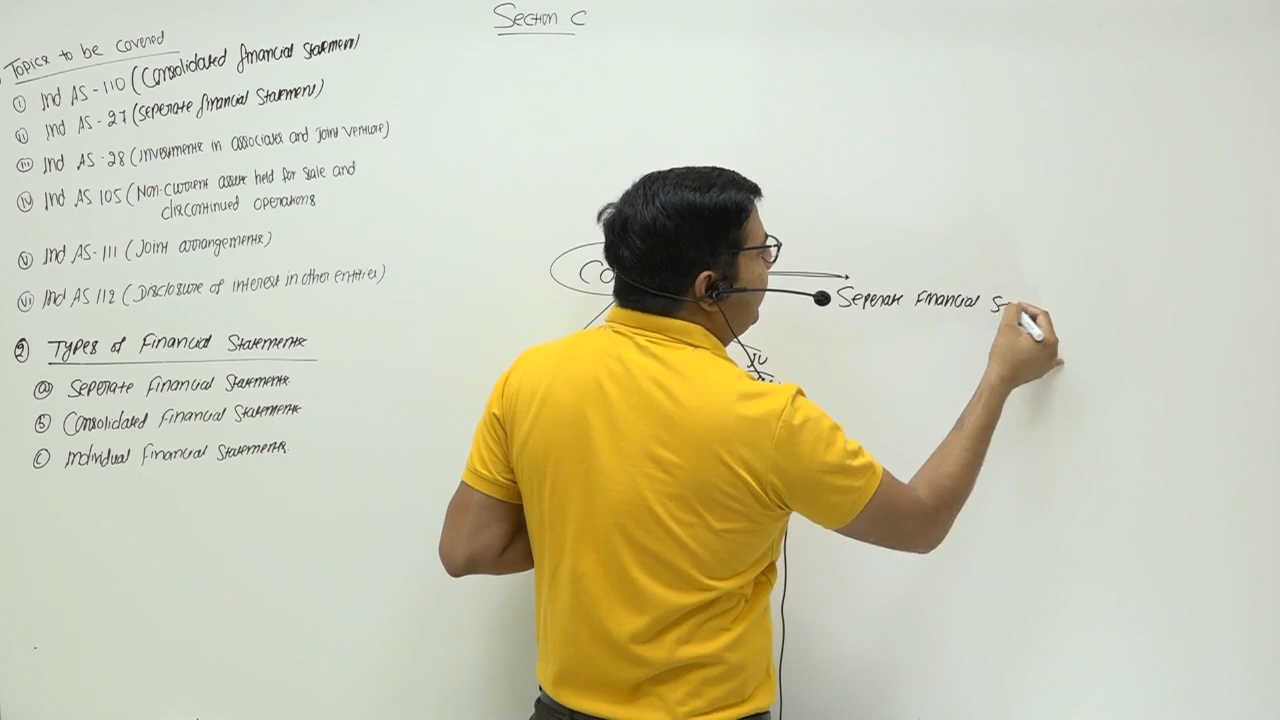 Section C
Topics to be covered
(i) Ind AS-110 (Consolidated financial Statement)
(ii) Ind AS-27 (Seperate financial Statement)
(iii) Ind AS-28 (Investments in associates and joint venture)
(iv) Ind AS 105 (Non-current assets held for sale and
discontinued operations
(v) Ind AS-111 (Joint arrangements)
(vi) Ind AS 112 (Disclosure of interest in other entities)
(2) Types of Financial Statements
(a) Seperate Financial Statements
(b) Consolidated Financial Statements
(c) Individual Financial Statements.
Co
Seperate Financial S